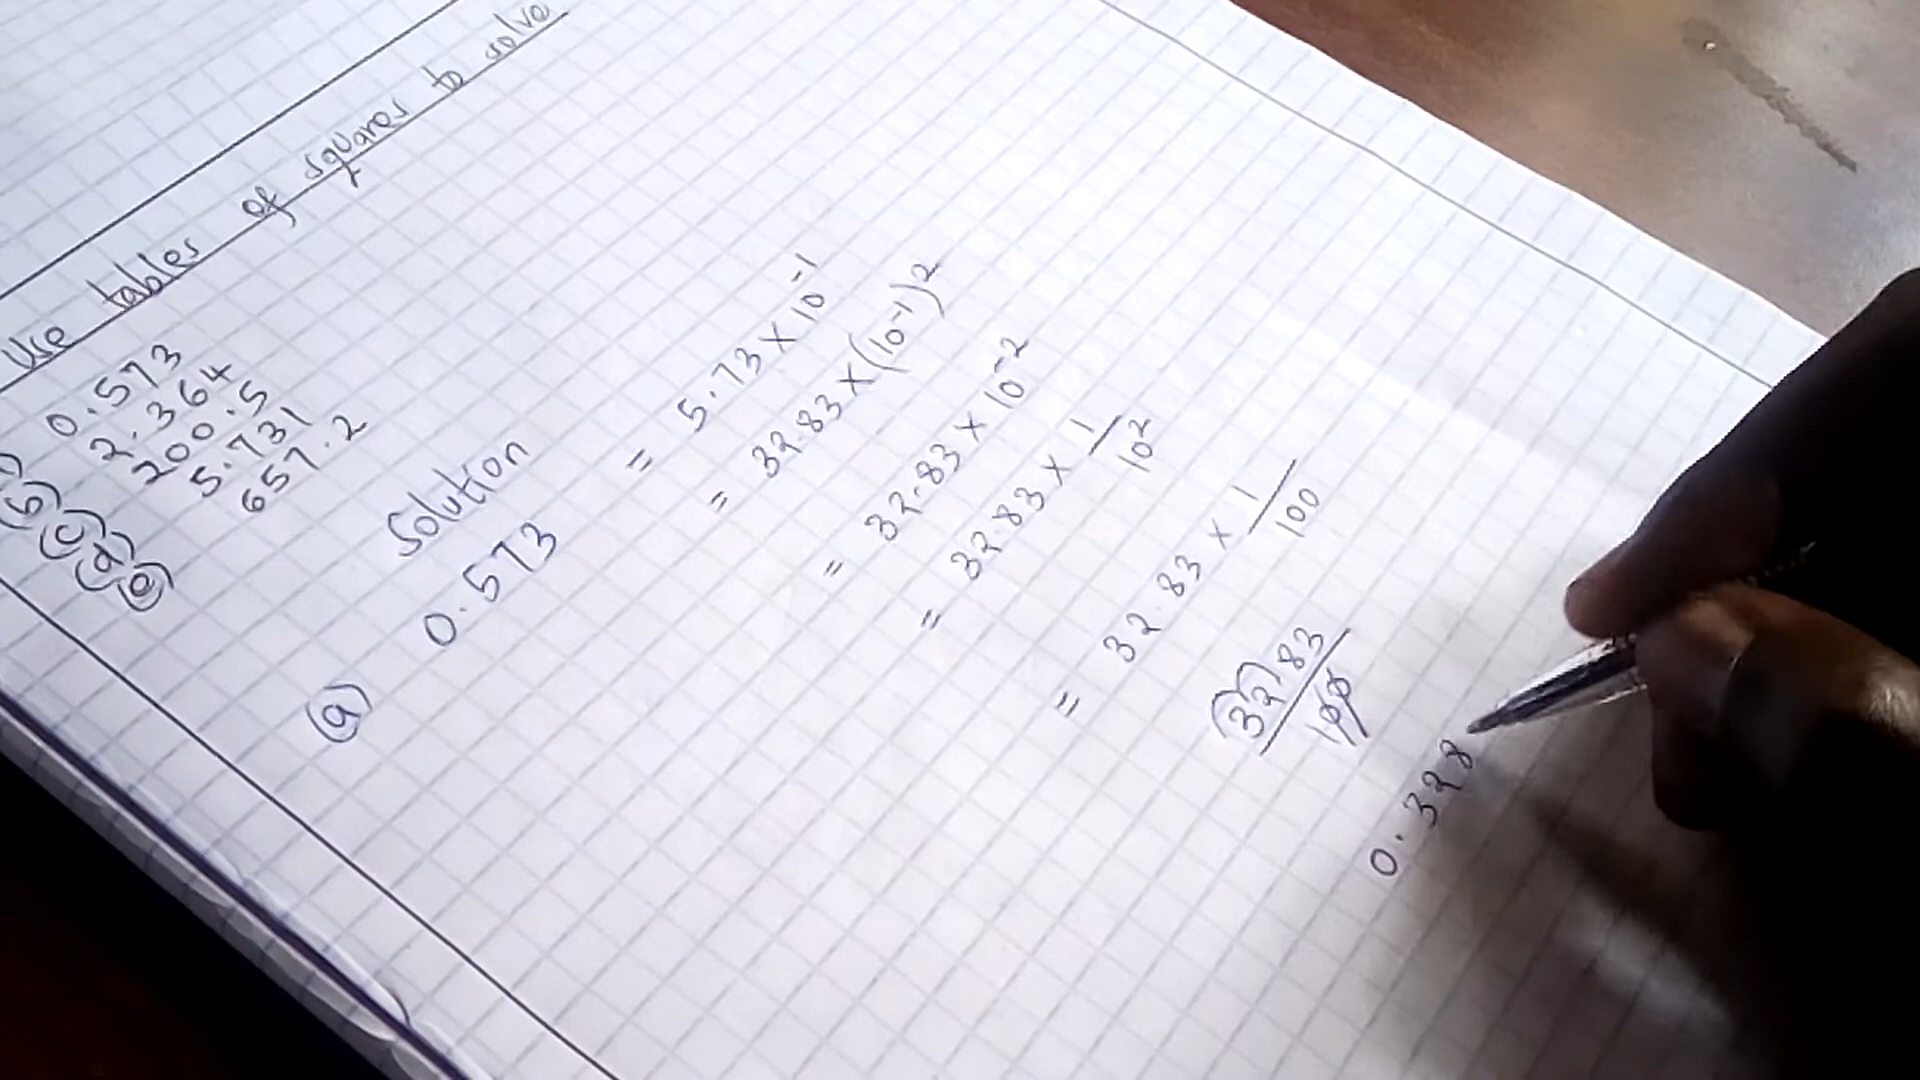 Use tables of squares to solve
0.573
(b) 2.364
(c) 200.5
(d) 5.731
(e) 657.2
Solution
(a) 0.573 = 5.73 × 10⁻¹
= 32.83 × (10⁻¹)²
= 32.83 × 10⁻²
= 32.83 × 1/10²
= 32.83 × 1/100
32.83/100
0.328